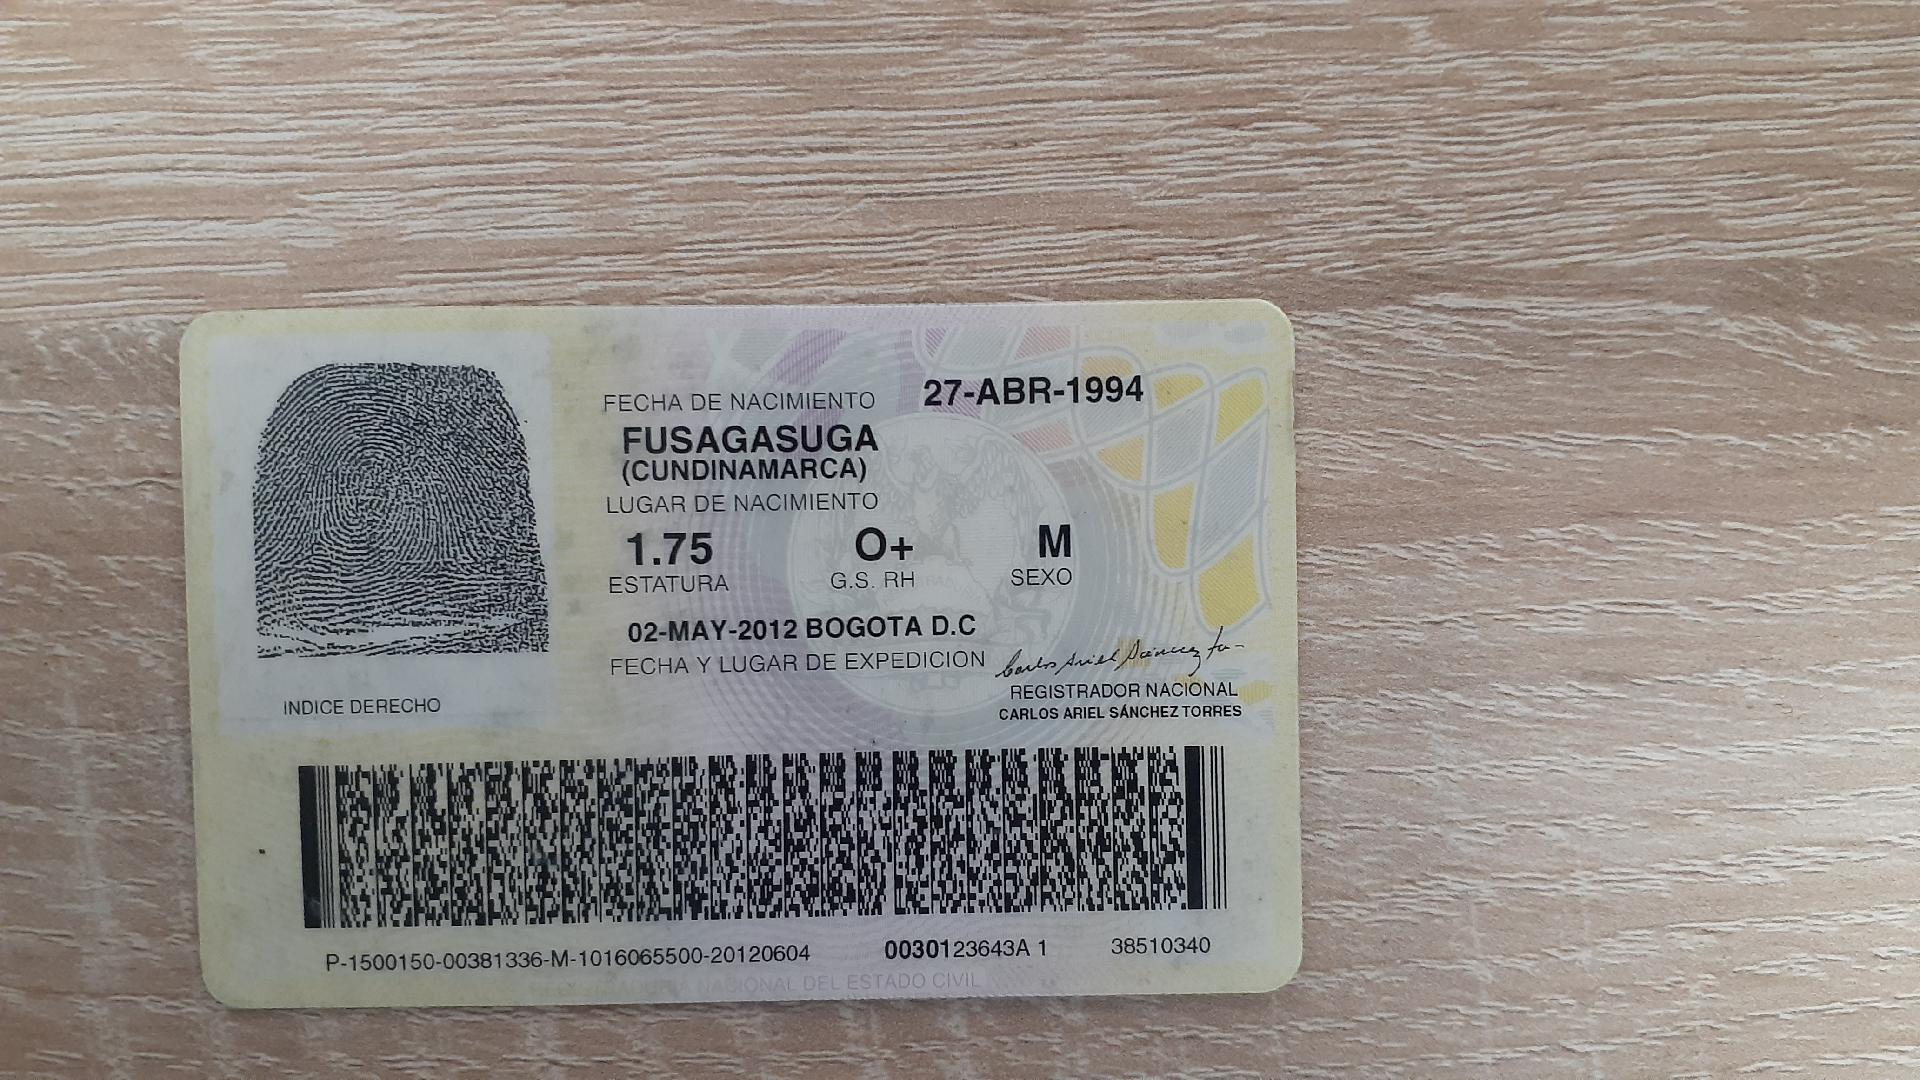 FECHA DE NACIMIENTO 27-ABR-1994
FUSAGASUGA
(CUNDINAMARCA)
LUGAR DE NACIMIENTO
1.75 O+ M
ESTATURA G.S. RH SEXO
02-MAY-2012 BOGOTA D.C
FECHA Y LUGAR DE EXPEDICION
Carlos Ariel Sánchez
REGISTRADOR NACIONAL
CARLOS ARIEL SÁNCHEZ TORRES
INDICE DERECHO
P-1500150-00381336-M-1016065500-20120604 0030123643A 1 38510340
NACIONAL DEL ESTADO CIVIL